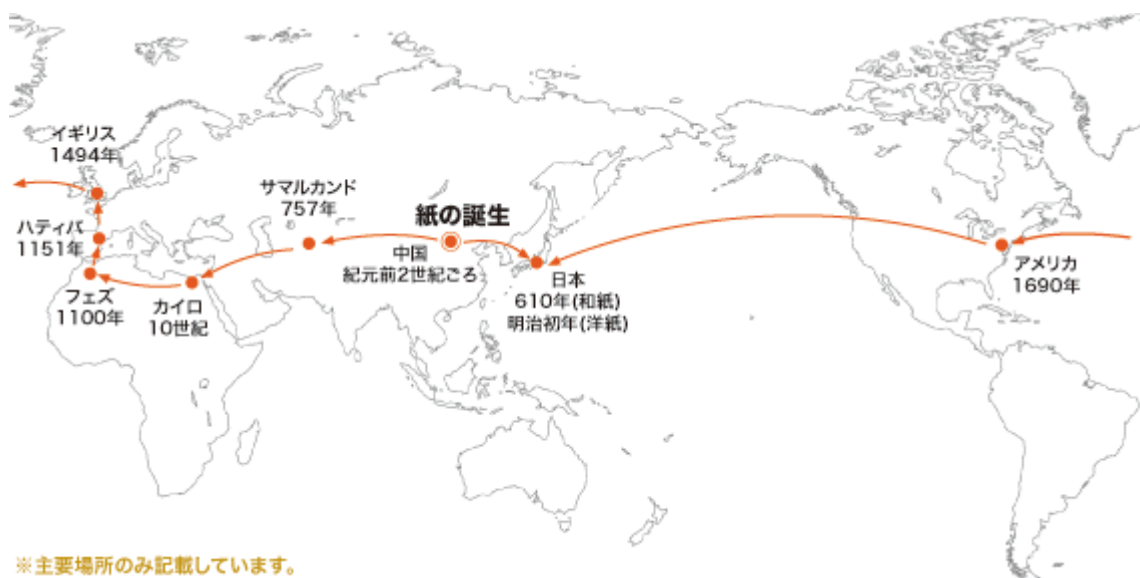 イギリス
1494年
ハティバ
1151年
フェズ
1100年
カイロ
10世紀
サマルカンド
757年
紙の誕生
中国
紀元前2世紀ごろ
日本
610年(和紙)
明治初年(洋紙)
アメリカ
1690年
※主要場所のみ記載しています。